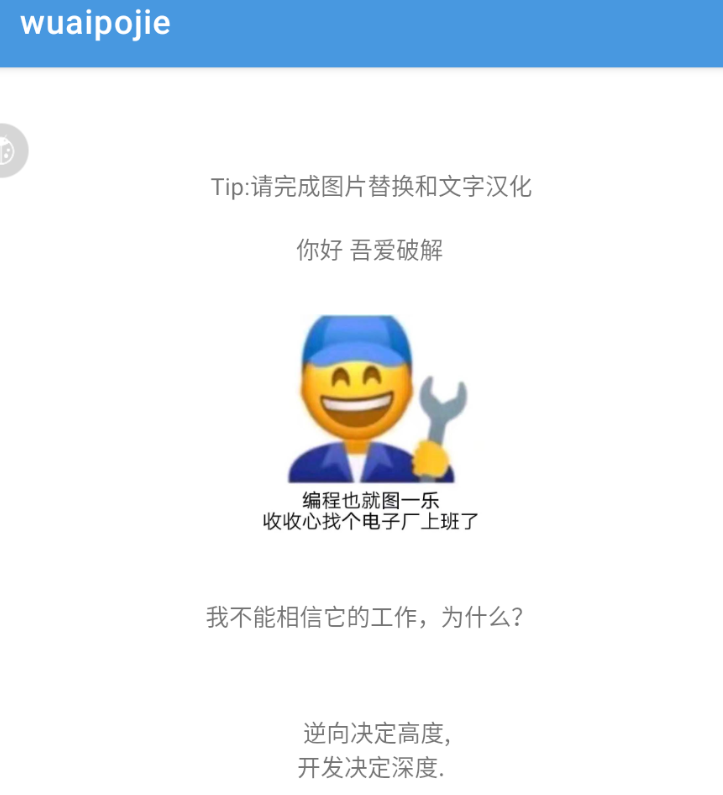 wuaipojie
Tip:请完成图片替换和文字汉化
你好 吾爱破解
编程也就图一乐
收收心找个电子厂上班了
我不能相信它的工作，为什么？
逆向决定高度,
开发决定深度.